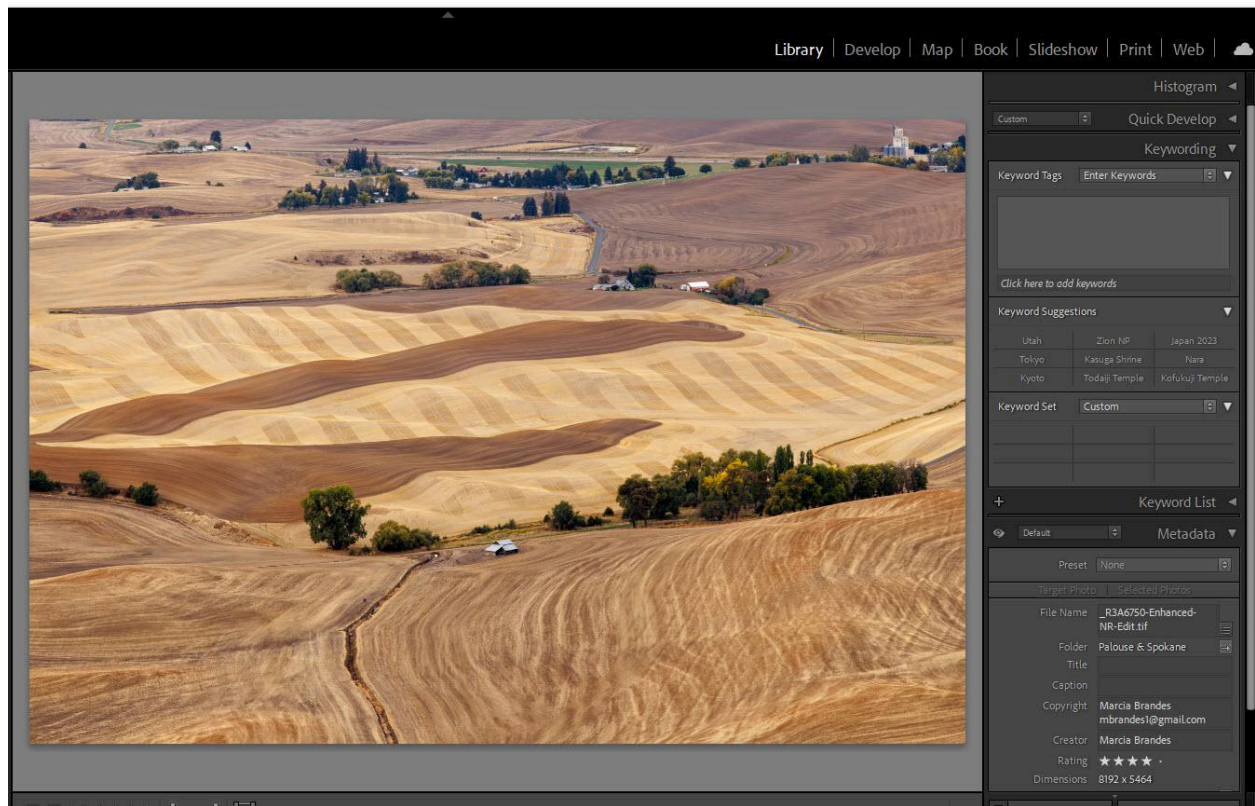 Library | Develop | Map | Book | Slideshow | Print | Web
Histogram
Custom Quick Develop
Keywording
Keyword Tags Enter Keywords
Click here to add keywords
Keyword Suggestions
Utah Zion NP Japan 2023
Tokyo Kasuga Shrine Nara
Kyoto Todaiji Temple Kofukuji Temple
Keyword Set Custom
+ Keyword List
Default Metadata
Preset None
Target Photo | Selected Photos
File Name _R3A6750-Enhanced-
NR-Edit.tif
Folder Palouse & Spokane
Title
Caption
Copyright Marcia Brandes
mbrandes1@gmail.com
Creator Marcia Brandes
Rating ★★★★ ·
Dimensions 8192 x 5464